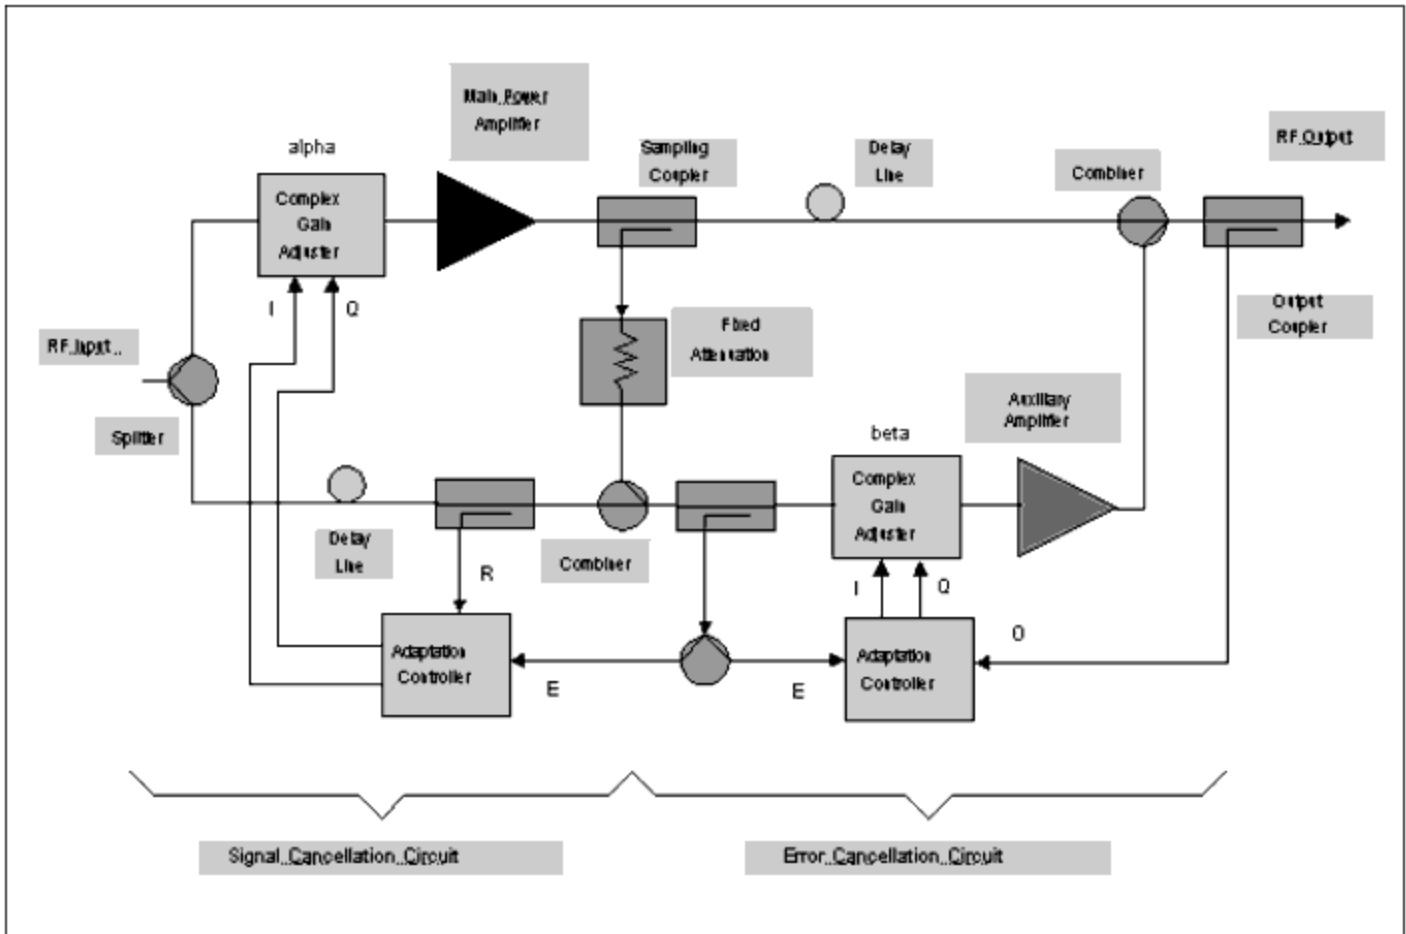 Main Power
Amplifier
RF Output
alpha
Sampling
Coupler
Delay
Line
Combiner
Complex
Gain
Adjuster
I
Q
Output
Coupler
Fixed
Attenuation
RF Input
Auxiliary
Amplifier
Splitter
beta
Complex
Gain
Adjuster
Delay
Line
Combiner
R
I
Q
O
Adaptation
Controller
Adaptation
Controller
E
E
Signal Cancellation Circuit
Error Cancellation Circuit